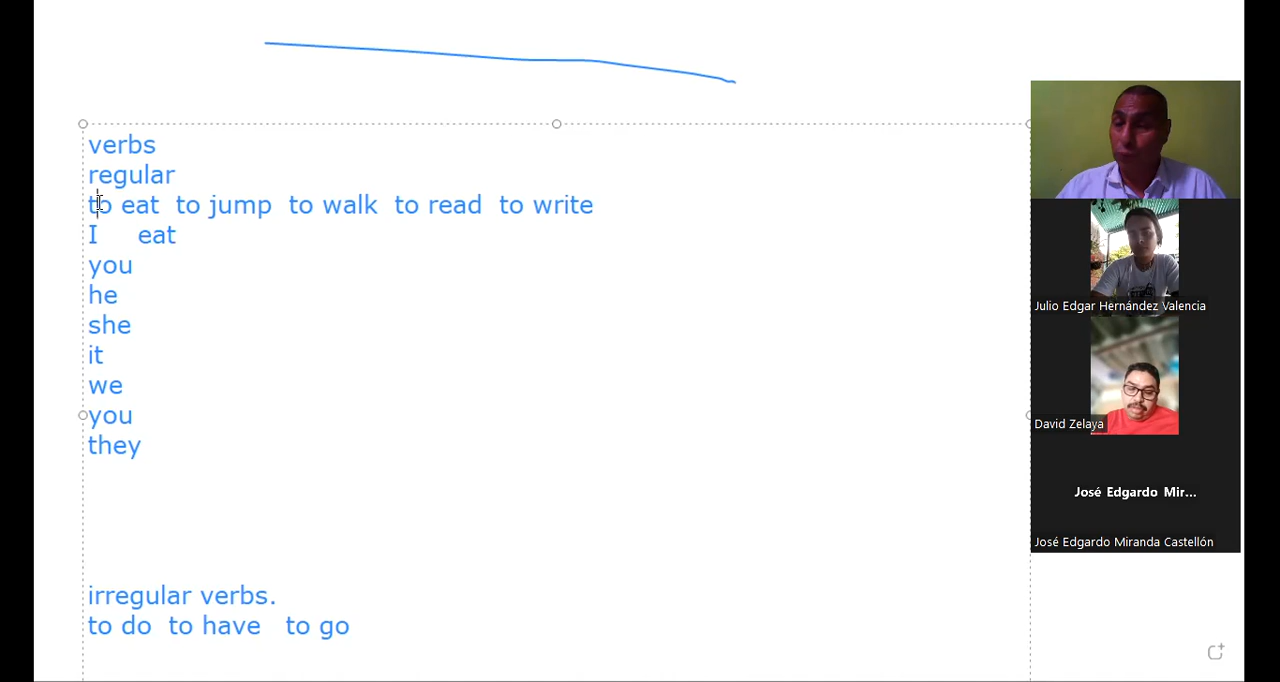 verbs
regular
to eat to jump to walk to read to write
I eat
you
he
she
it
we
you
they
irregular verbs.
to do to have to go
Julio Edgar Hernández Valencia
David Zelaya
José Edgardo Mir...
José Edgardo Miranda Castellón